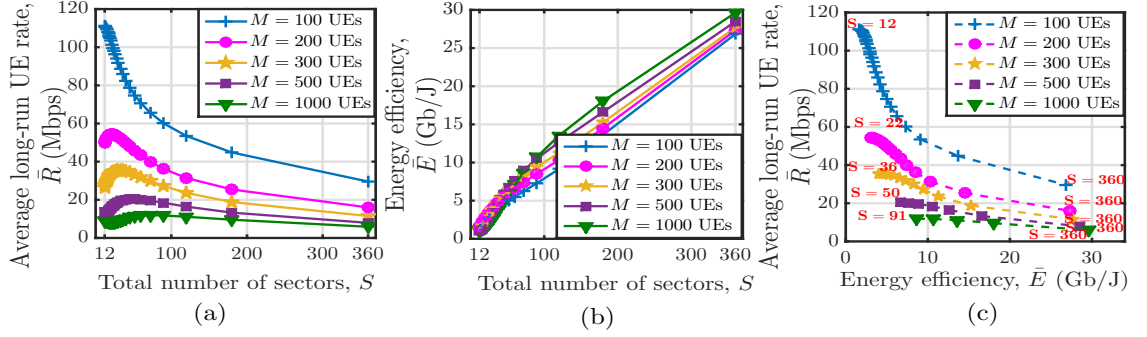 Average long-run UE rate,
R̄ (Mbps)
120
100
80
60
40
20
0
12
100
200
300
360
Total number of sectors, S
M = 100 UEs
M = 200 UEs
M = 300 UEs
M = 500 UEs
M = 1000 UEs
(a)
Energy efficiency,
Ē (Gb/J)
30
20
10
5
1
0
12
100
200
300
360
Total number of sectors, S
M = 100 UEs
M = 200 UEs
M = 300 UEs
M = 500 UEs
M = 1000 UEs
(b)
Average long-run UE rate,
R̄ (Mbps)
120
100
80
60
40
20
0
0
10
20
30
Energy efficiency, Ē (Gb/J)
M = 100 UEs
M = 200 UEs
M = 300 UEs
M = 500 UEs
M = 1000 UEs
S = 12
S = 22
S = 36
S = 50
S = 91
S = 360
S = 360
S = 360
S = 360
S = 360
(c)